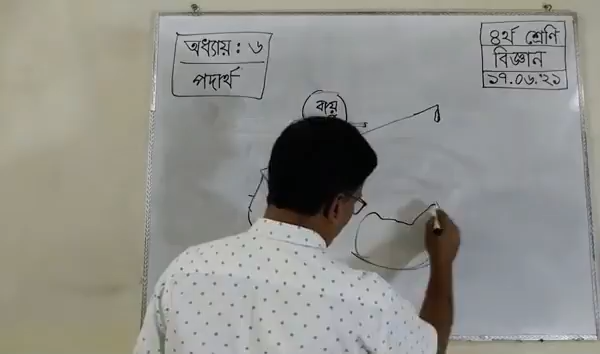 অধ্যায় : ৬
পদার্থ
৪র্থ শ্রেণি
বিজ্ঞান
১৭.০৬.২১
বায়ু